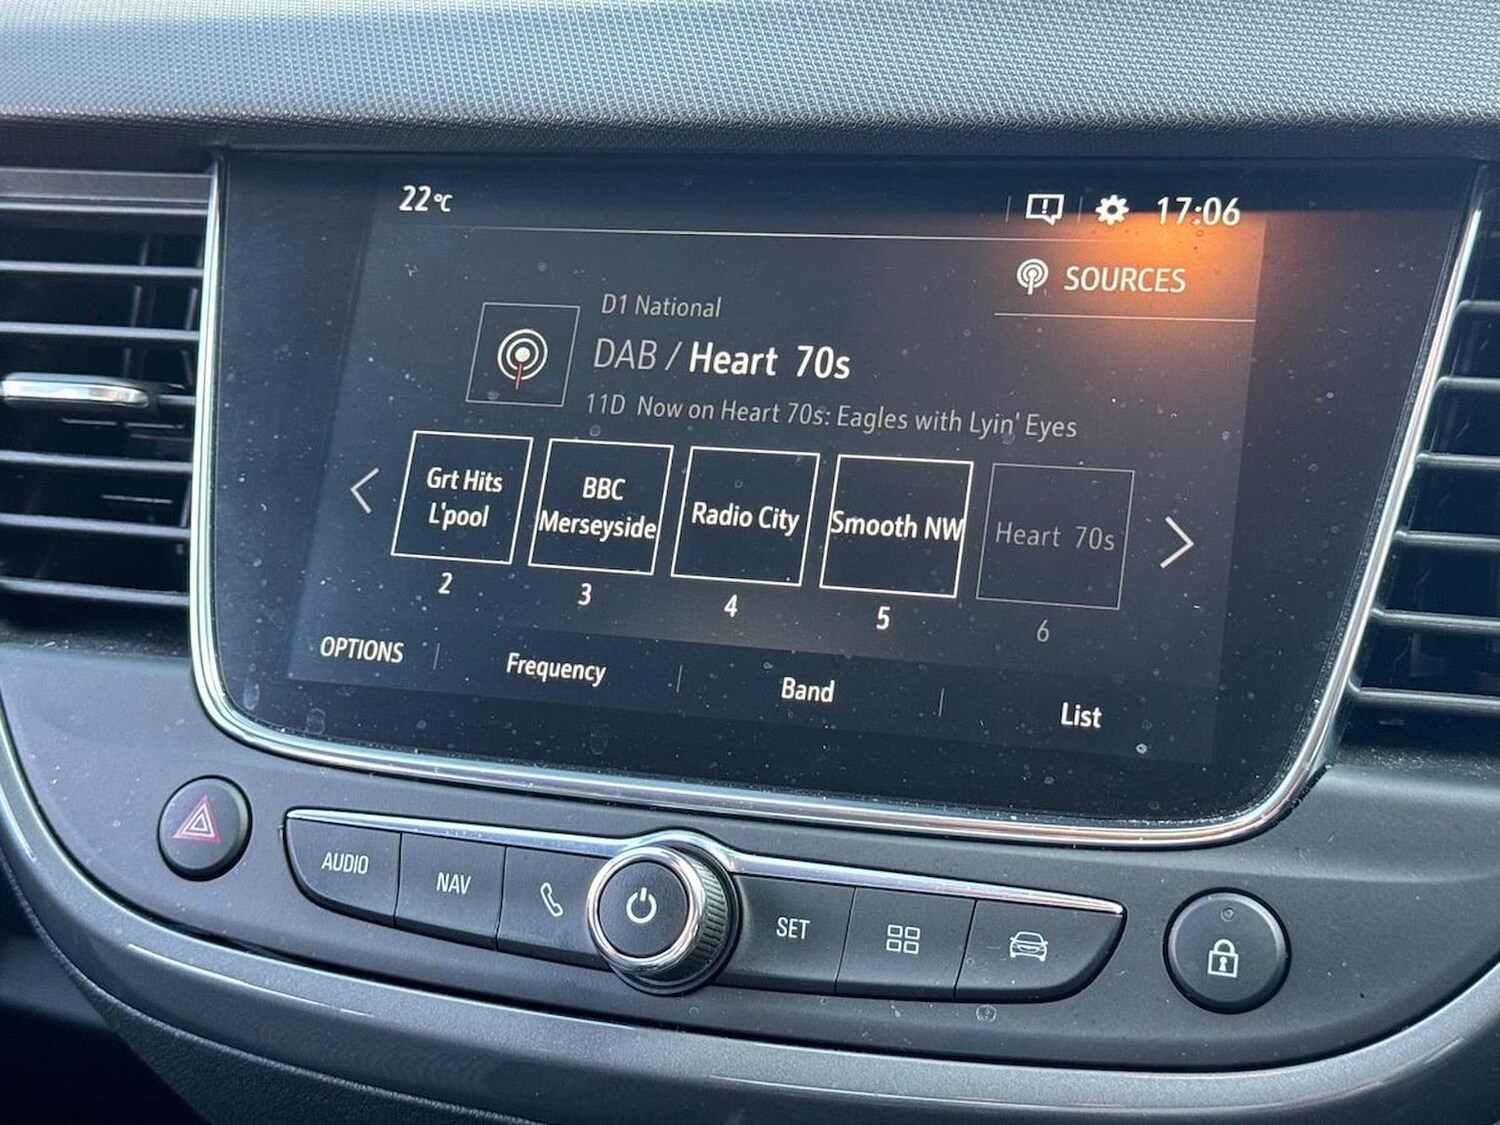 22°C
17:06
SOURCES
D1 National
DAB / Heart 70s
11D Now on Heart 70s: Eagles with Lyin' Eyes
Grt Hits
L'pool
BBC
Merseyside
Radio City
Smooth NW
Heart 70s
2
3
4
5
6
OPTIONS
Frequency
Band
List
AUDIO
NAV
SET